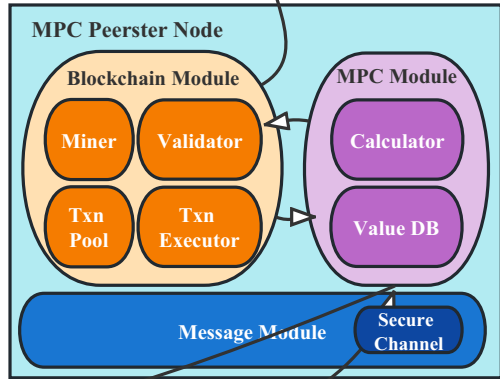 MPC Peerster Node
Blockchain Module
MPC Module
Miner
Validator
Calculator
Txn
Pool
Txn
Executor
Value DB
Message Module
Secure
Channel